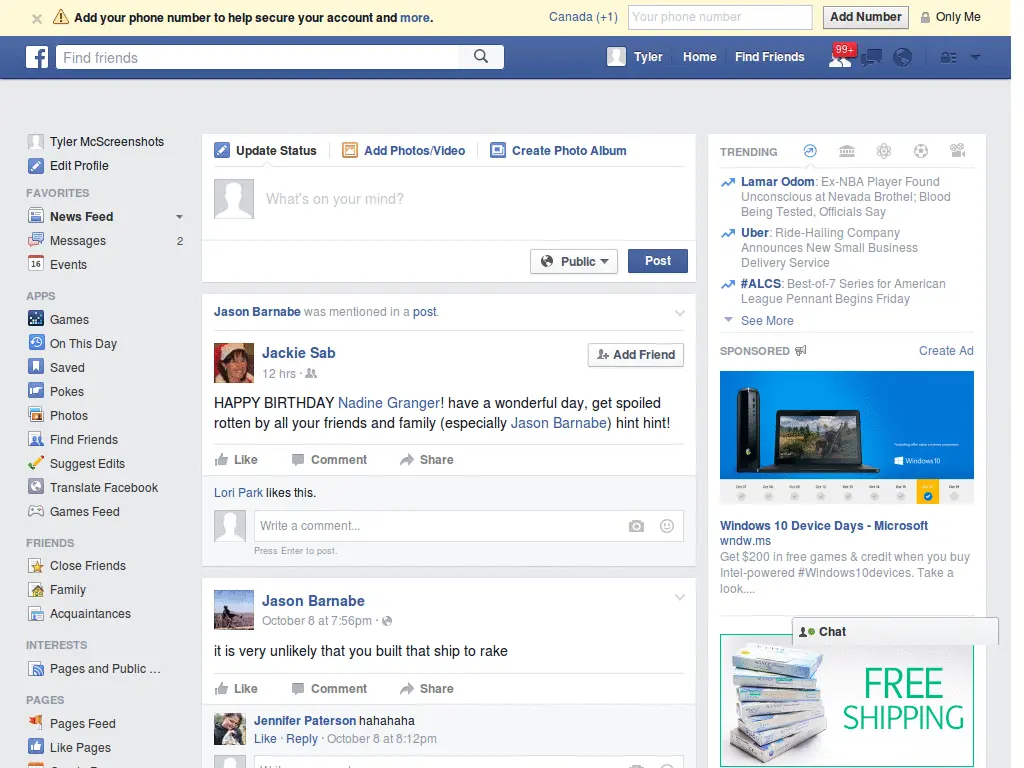 Add your phone number to help secure your account and more.
Canada (+1)
Your phone number
Add Number
Only Me
Find friends
Tyler
Home
Find Friends
99+
Tyler McScreenshots
Edit Profile
FAVORITES
News Feed
Messages 2
16 Events
APPS
Games
On This Day
Saved
Pokes
Photos
Find Friends
Suggest Edits
Translate Facebook
Games Feed
FRIENDS
Close Friends
Family
Acquaintances
INTERESTS
Pages and Public ...
PAGES
Pages Feed
Like Pages
Update Status
Add Photos/Video
Create Photo Album
What's on your mind?
Public
Post
Jason Barnabe was mentioned in a post.
Jackie Sab
12 hrs ·
Add Friend
HAPPY BIRTHDAY Nadine Granger! have a wonderful day, get spoiled
rotten by all your friends and family (especially Jason Barnabe) hint hint!
Like Comment Share
Lori Park likes this.
Write a comment...
Press Enter to post.
Jason Barnabe
October 8 at 7:56pm ·
it is very unlikely that you built that ship to rake
Like Comment Share
Jennifer Paterson hahahaha
Like · Reply · October 8 at 8:12pm
TRENDING
Lamar Odom: Ex-NBA Player Found
Unconscious at Nevada Brothel; Blood
Being Tested, Officials Say
Uber: Ride-Hailing Company
Announces New Small Business
Delivery Service
#ALCS: Best-of-7 Series for American
League Pennant Begins Friday
See More
SPONSORED
Create Ad
Windows 10
Windows 10 Device Days - Microsoft
wndw.ms
Get $200 in free games & credit when you buy
Intel-powered #Windows10devices. Take a
look....
Chat
FREE
SHIPPING